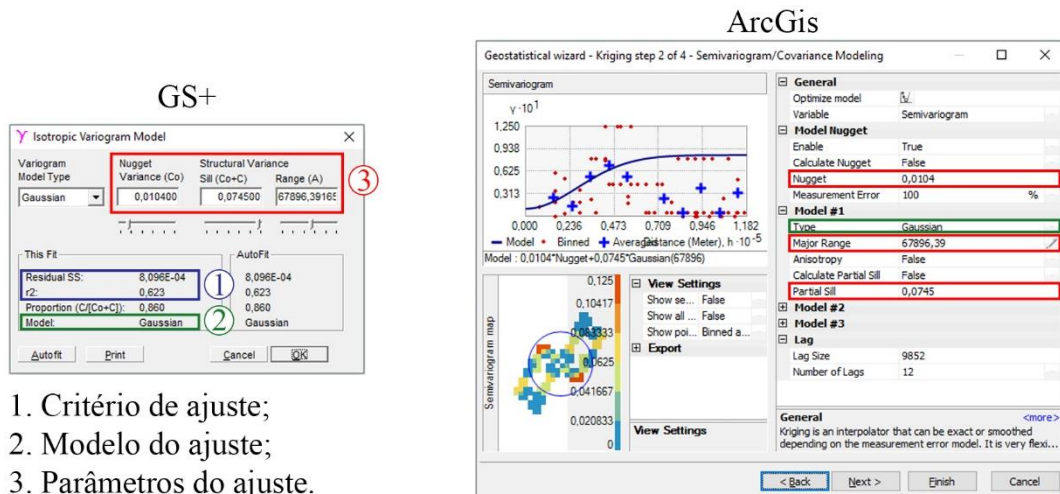 GS+
Isotropic Variogram Model
Variogram
Model Type
Nugget
Variance (Co)
Structural Variance
Sill (Co+C)
Range (A)
Gaussian
0,010400
0,074500
67896,39165
3
This Fit
AutoFit
Residual SS: 8,096E-04 8,096E-04
r2: 0,623 0,623
1
Proportion (C/[Co+C]): 0,860 0,860
Model: Gaussian Gaussian
2
Autofit
Print
Cancel
OK
1. Critério de ajuste;
2. Modelo do ajuste;
3. Parâmetros do ajuste.
ArcGis
Geostatistical wizard - Kriging step 2 of 4 - Semivariogram/Covariance Modeling
Semivariogram
γ·10¹
1,250
0,938
0,625
0,313
0,000 0,236 0,473 0,709 0,946 1,182
Model Binned Averaged Distance (Meter), h·10⁻⁵
Model : 0,0104*Nugget+0,0745*Gaussian(67896)
Semivariogram map
0,125
0,10417
0,083333
0,0625
0,041667
0,020833
0
View Settings
Show se... False
Show all ... False
Show poi... Binned a...
Export
View Settings
General
Optimize model
Variable Semivariogram
Model Nugget
Enable True
Calculate Nugget False
Nugget 0,0104
Measurement Error 100 %
Model #1
Type Gaussian
Major Range 67896,39
Anisotropy False
Calculate Partial Sill False
Partial Sill 0,0745
Model #2
Model #3
Lag
Lag Size 9852
Number of Lags 12
General <more>
Kriging is an interpolator that can be exact or smoothed
depending on the measurement error model. It is very flexi...
< Back
Next >
Finish
Cancel